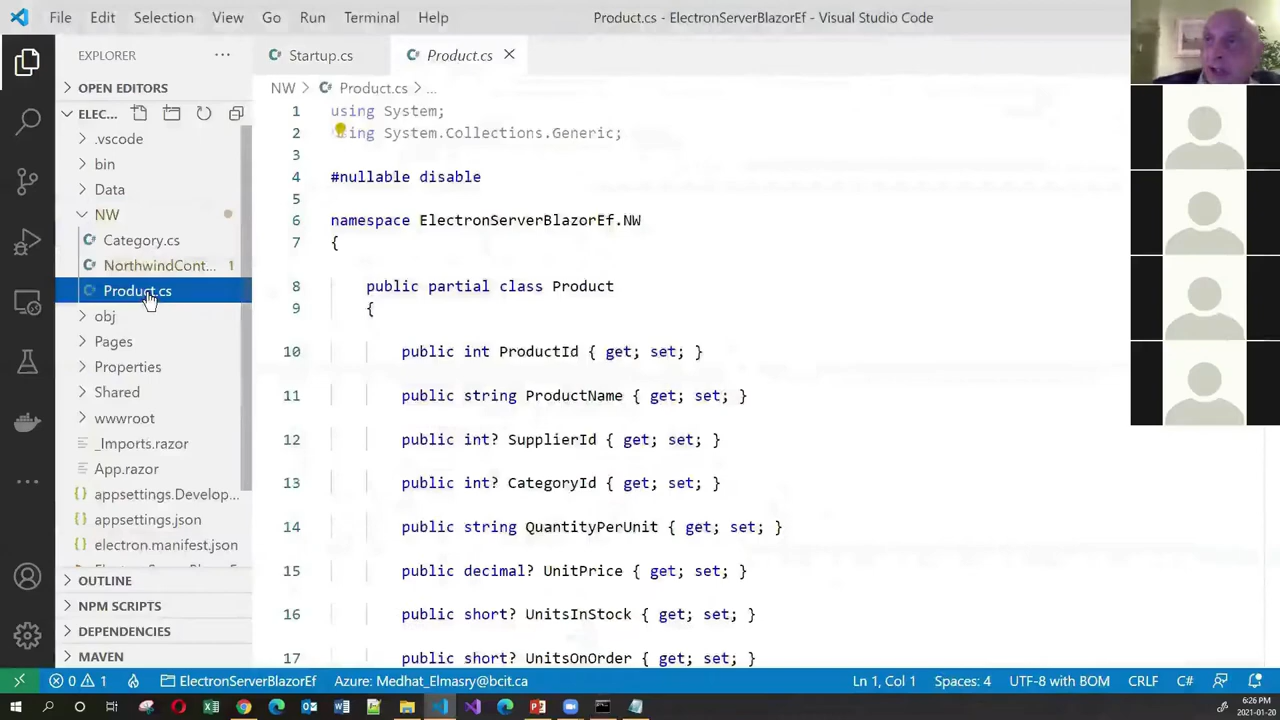 File Edit Selection View Go Run Terminal Help
Product.cs - ElectronServerBlazorEf - Visual Studio Code
EXPLORER
OPEN EDITORS
ELEC...
.vscode
bin
Data
NW
Category.cs
NorthwindCont... 1
Product.cs
obj
Pages
Properties
Shared
wwwroot
_Imports.razor
App.razor
appsettings.Develop...
appsettings.json
electron.manifest.json
OUTLINE
NPM SCRIPTS
DEPENDENCIES
MAVEN
Startup.cs
Product.cs
NW > Product.cs > ...
1 using System;
2 using System.Collections.Generic;
3
4 #nullable disable
5
6 namespace ElectronServerBlazorEf.NW
7 {
8 public partial class Product
9 {
10 public int ProductId { get; set; }
11 public string ProductName { get; set; }
12 public int? SupplierId { get; set; }
13 public int? CategoryId { get; set; }
14 public string QuantityPerUnit { get; set; }
15 public decimal? UnitPrice { get; set; }
16 public short? UnitsInStock { get; set; }
17 public short? UnitsOnOrder { get; set; }
0 1 ElectronServerBlazorEf Azure: Medhat_Elmasry@bcit.ca Ln 1, Col 1 Spaces: 4 UTF-8 with BOM CRLF C#
6:26 PM
2021-01-20